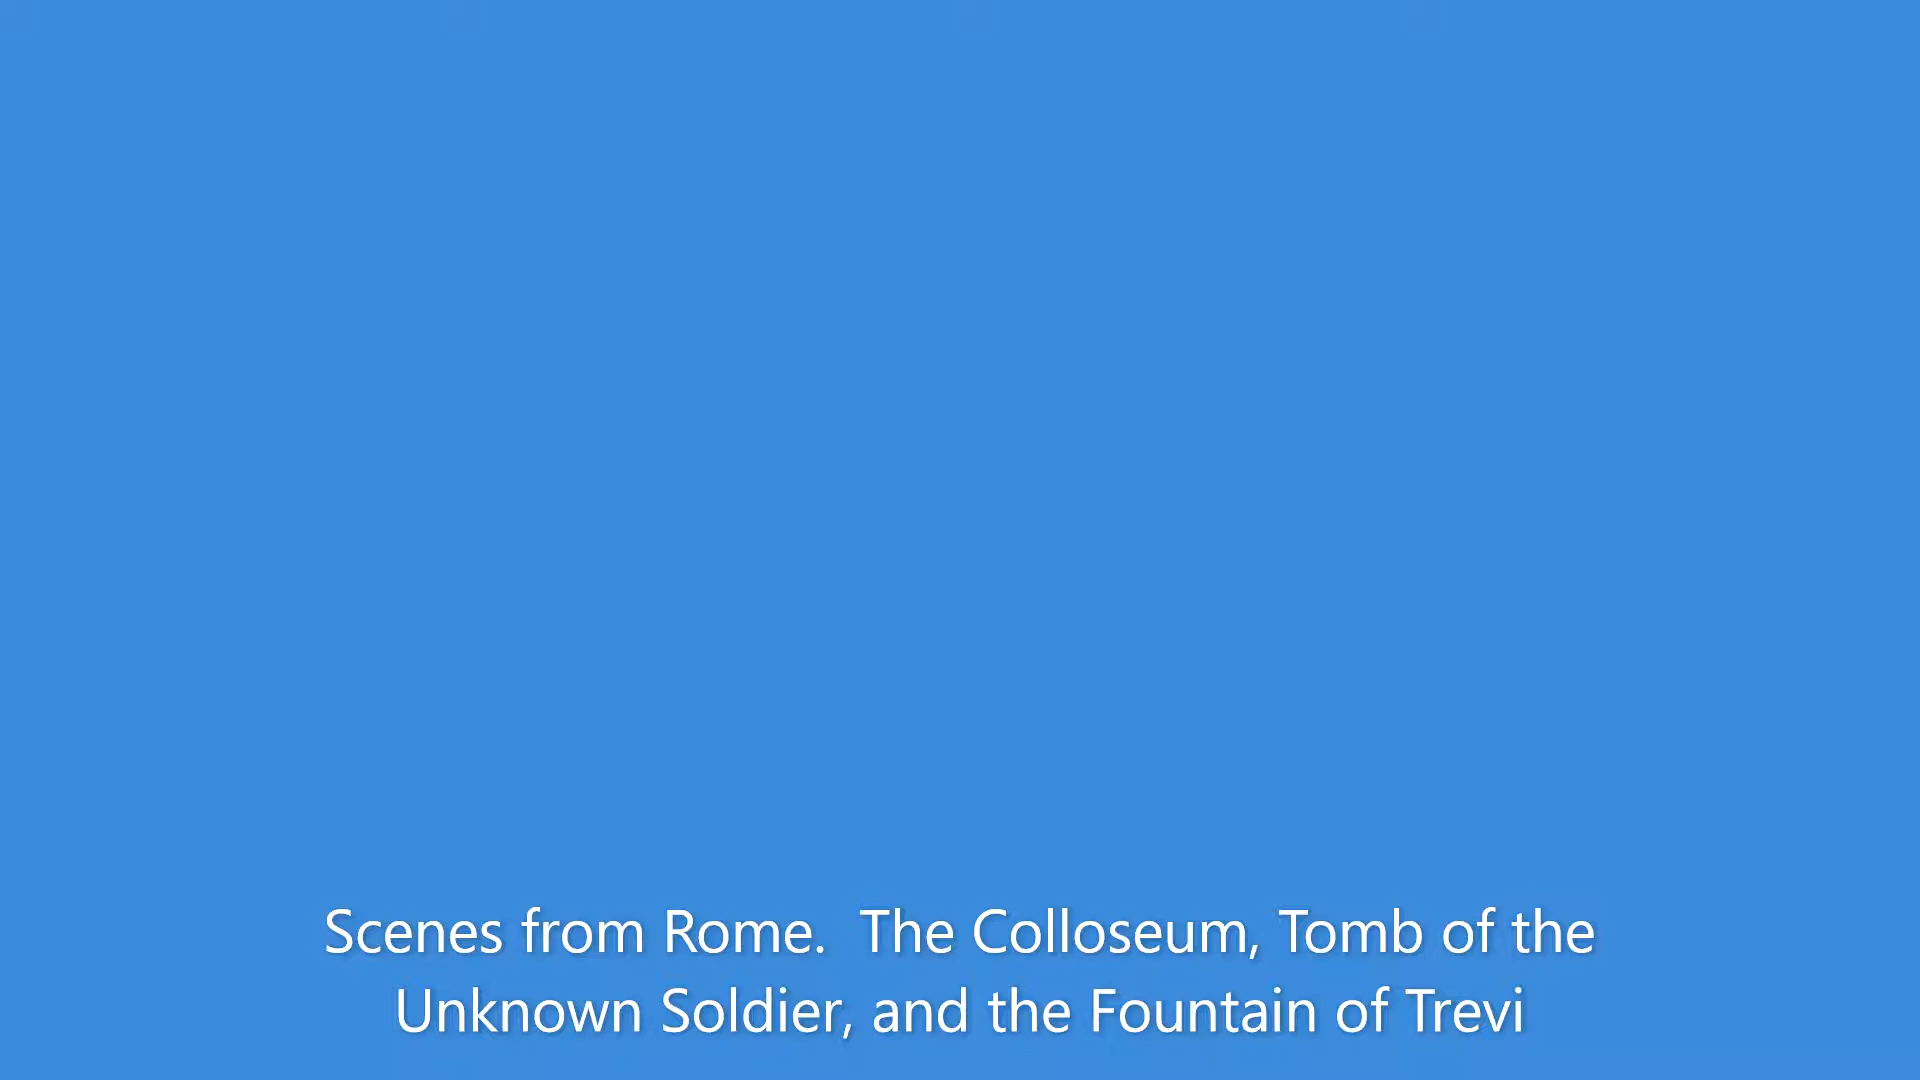 Scenes from Rome.  The Colloseum, Tomb of the
Unknown Soldier, and the Fountain of Trevi